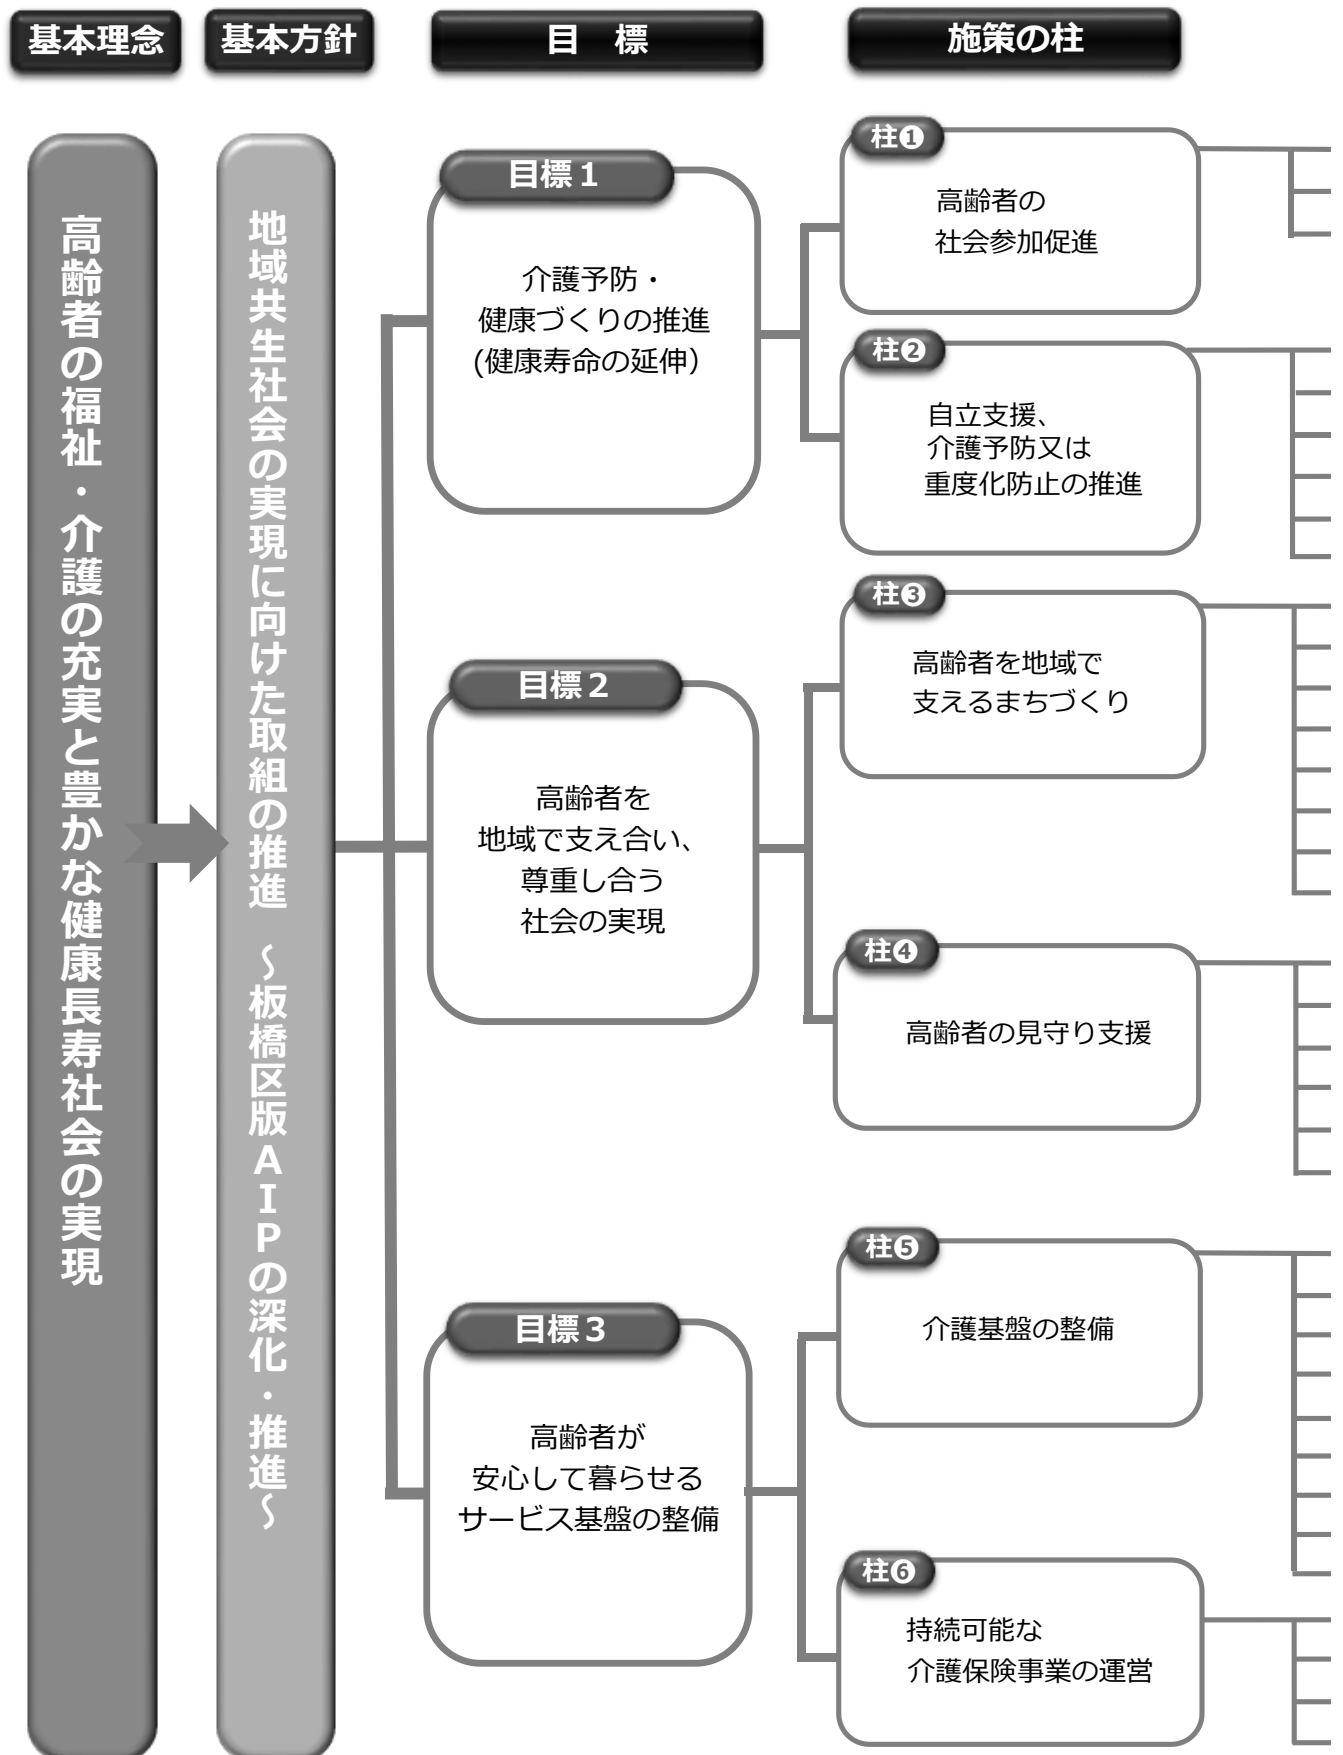 基本理念
基本方針
目　標
施策の柱
高齢者の福祉・介護の充実と豊かな健康長寿社会の実現
地域共生社会の実現に向けた取組の推進　～板橋区版ＡＩＰの深化・推進～
目標１
介護予防・
健康づくりの推進
(健康寿命の延伸）
柱❶
高齢者の
社会参加促進
柱❷
自立支援、
介護予防又は
重度化防止の推進
目標２
高齢者を
地域で支え合い、
尊重し合う
社会の実現
柱❸
高齢者を地域で
支えるまちづくり
柱❹
高齢者の見守り支援
目標３
高齢者が
安心して暮らせる
サービス基盤の整備
柱❺
介護基盤の整備
柱❻
持続可能な
介護保険事業の運営